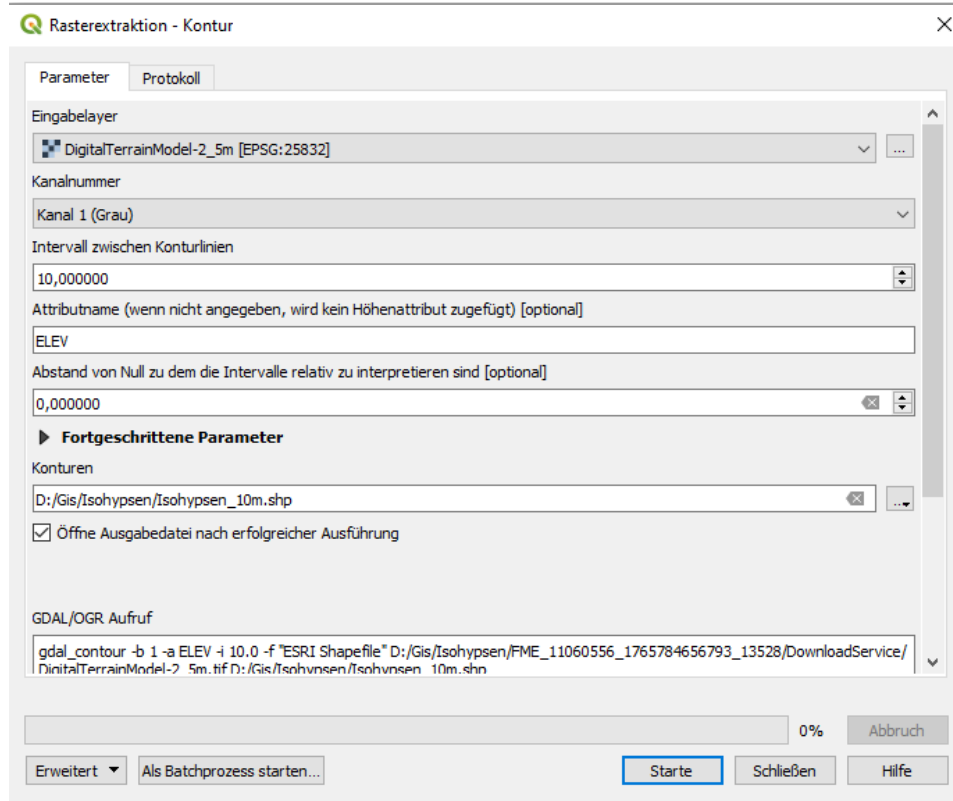 Rasterextraktion - Kontur
Parameter Protokoll
Eingabelayer
DigitalTerrainModel-2_5m [EPSG:25832]
...
Kanalnummer
Kanal 1 (Grau)
Intervall zwischen Konturlinien
10,000000
Attributname (wenn nicht angegeben, wird kein Höhenattribut zugefügt) [optional]
ELEV
Abstand von Null zu dem die Intervalle relativ zu interpretieren sind [optional]
0,000000
Fortgeschrittene Parameter
Konturen
D:/Gis/Isohypsen/Isohypsen_10m.shp
...
Öffne Ausgabedatei nach erfolgreicher Ausführung
GDAL/OGR Aufruf
gdal_contour -b 1 -a ELEV -i 10.0 -f "ESRI Shapefile" D:/Gis/Isohypsen/FME_11060556_1765784656793_13528/DownloadService/
DigitalTerrainModel-2_5m.tif D:/Gis/Isohypsen/Isohypsen_10m.shp
0% Abbruch
Erweitert Als Batchprozess starten... Starte Schließen Hilfe